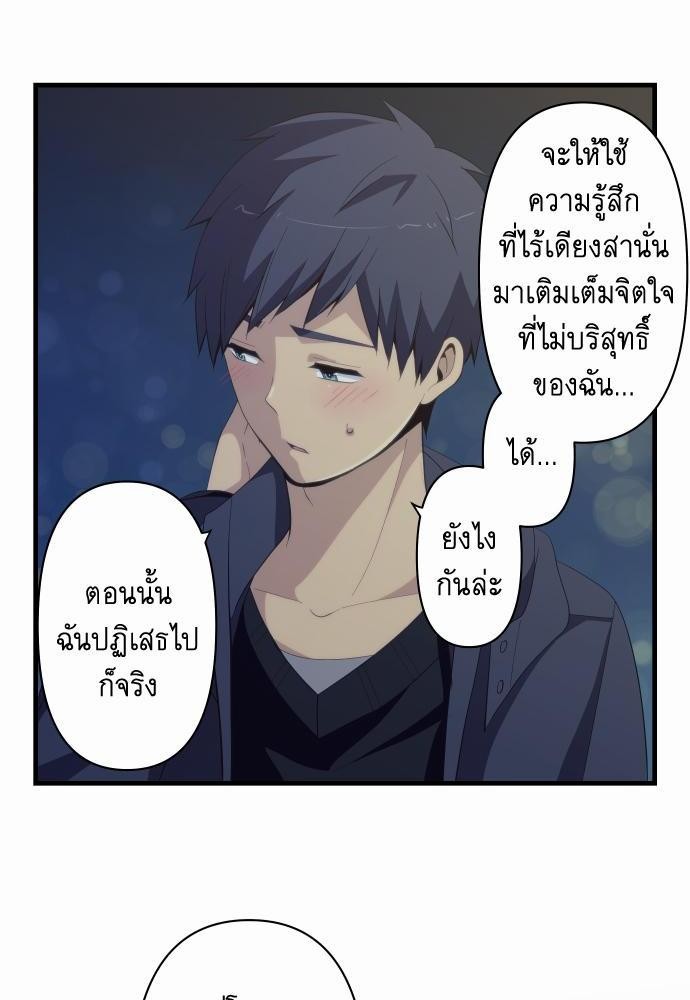 จะให้ใช้
ความรู้สึก
ที่ไร้เดียงสานั่น
มาเติมเต็มจิตใจ
ที่ไม่บริสุทธิ์
ของฉัน...
ได้...
ยังไง
กันล่ะ
ตอนนั้น
ฉันปฏิเสธไป
ก็จริง